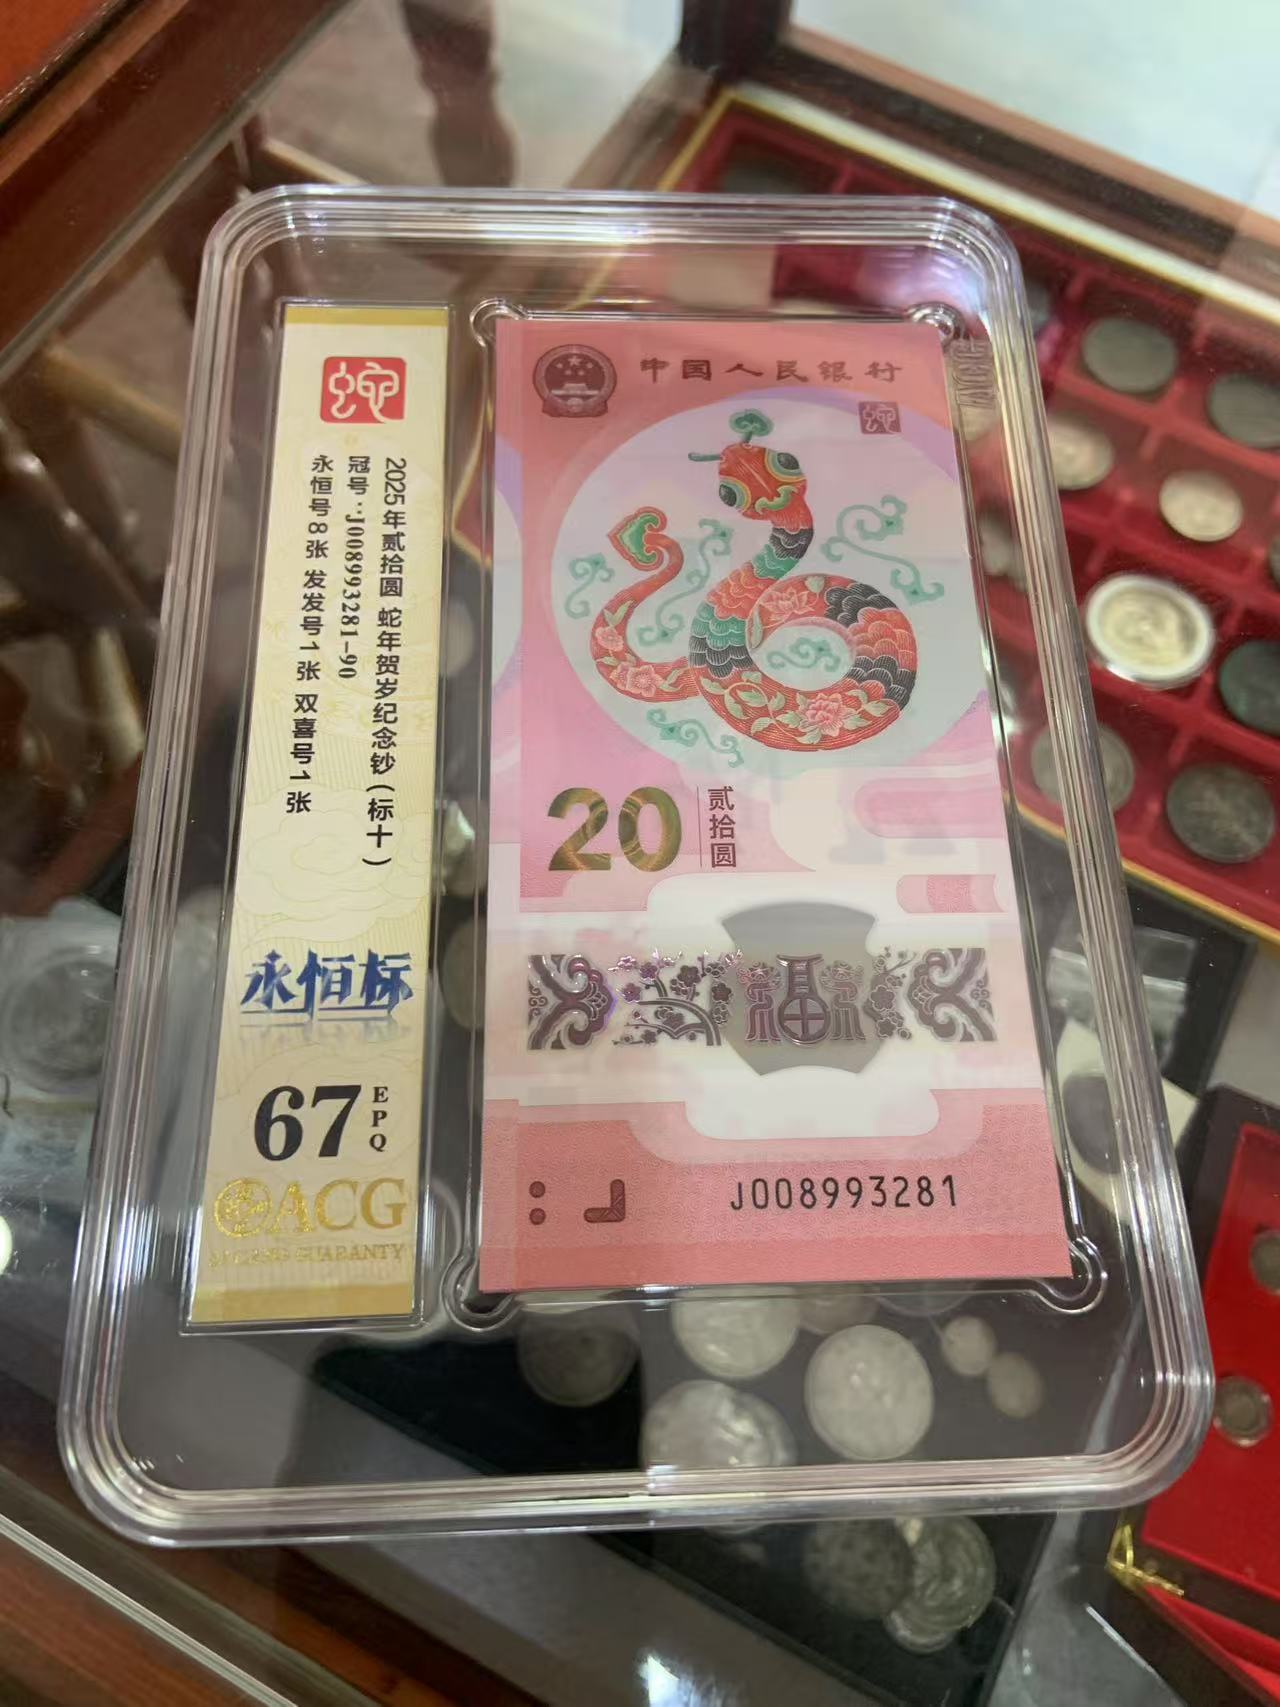 蛇
2025年贰拾圆 蛇年贺岁纪念钞(标十)
冠号:J008993281-90
永恒号8张 发发号1张 双喜号1张
永恒标
67
EPQ
ACG
中国人民银行
蛇
20
贰拾圆
福
J008993281